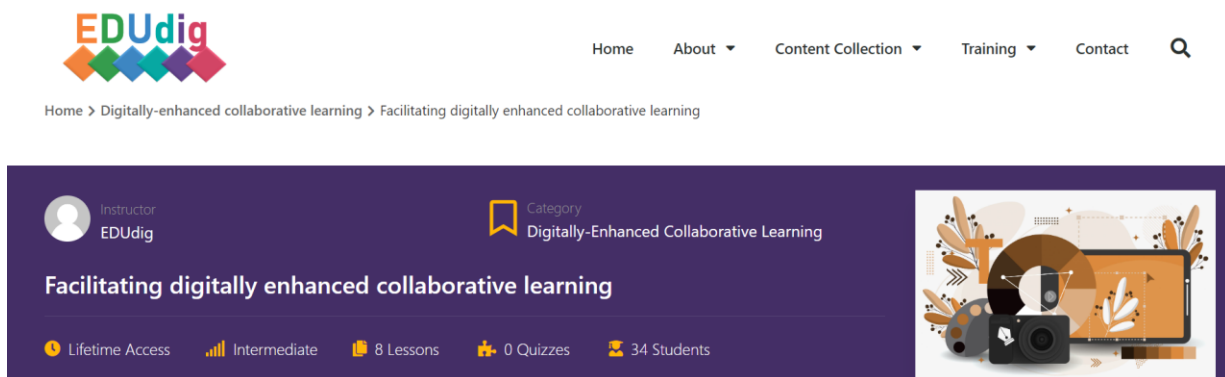 EDUdig
Home About Content Collection Training Contact
Home > Digitally-enhanced collaborative learning > Facilitating digitally enhanced collaborative learning
Instructor
EDUdig
Category
Digitally-Enhanced Collaborative Learning
Facilitating digitally enhanced collaborative learning
Lifetime Access Intermediate 8 Lessons 0 Quizzes 34 Students
T